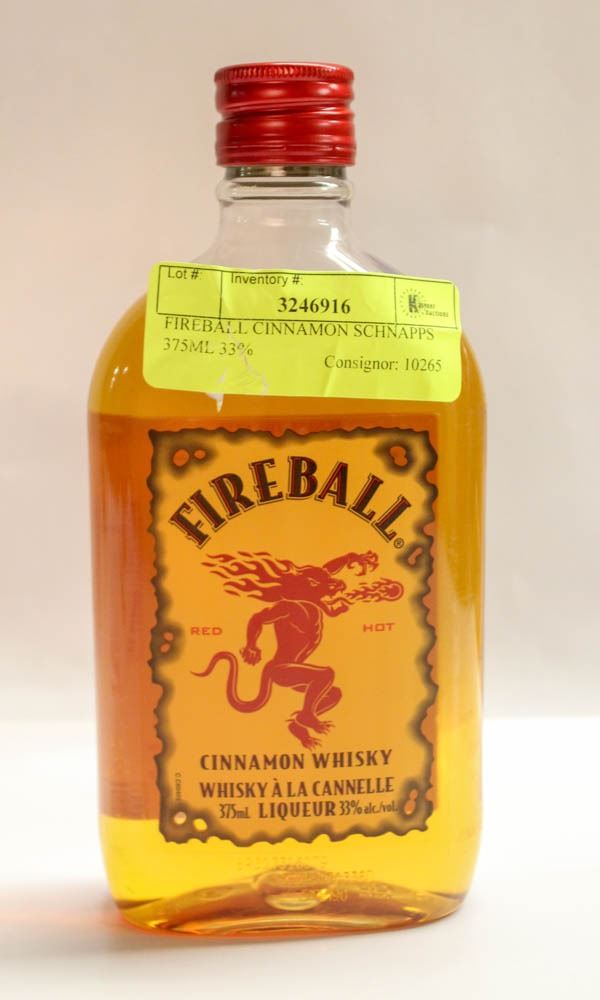 Lot #: Inventory #:
3246916
FIREBALL CINNAMON SCHNAPPS
375ML 33%
Consignor: 10265
FIREBALL®
RED HOT
CINNAMON WHISKY
WHISKY À LA CANNELLE
375mL LIQUEUR 33% alc./vol.